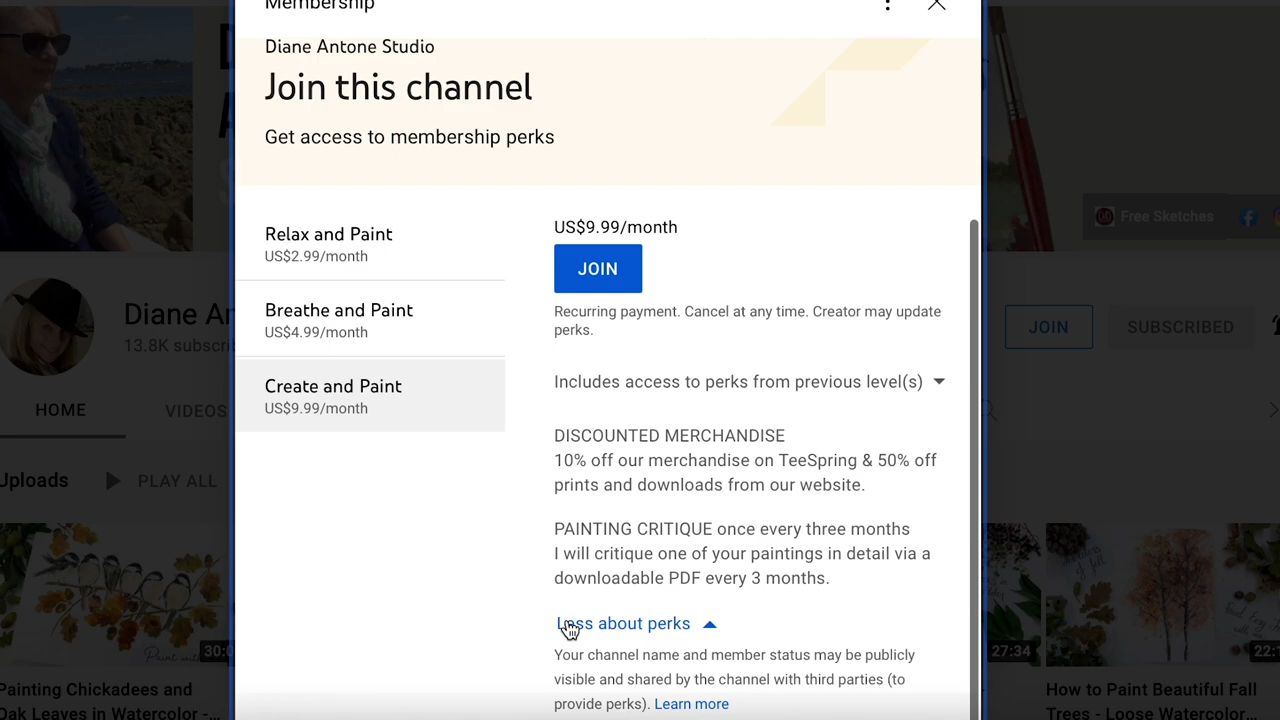 Membership
Diane Antone Studio
Join this channel
Get access to membership perks
Relax and Paint
US$2.99/month
Breathe and Paint
US$4.99/month
Create and Paint
US$9.99/month
US$9.99/month
JOIN
Recurring payment. Cancel at any time. Creator may update
perks.
Includes access to perks from previous level(s)
DISCOUNTED MERCHANDISE
10% off our merchandise on TeeSpring & 50% off
prints and downloads from our website.
PAINTING CRITIQUE once every three months
I will critique one of your paintings in detail via a
downloadable PDF every 3 months.
Less about perks
Your channel name and member status may be publicly
visible and shared by the channel with third parties (to
provide perks). Learn more
Free Sketches
Diane An
13.8K subscrib
JOIN
SUBSCRIBED
HOME
VIDEOS
Uploads
PLAY ALL
30:0
27:34
22:1
Painting Chickadees and
Oak Leaves in Watercolor -...
How to Paint Beautiful Fall
Trees - Loose Watercolor...